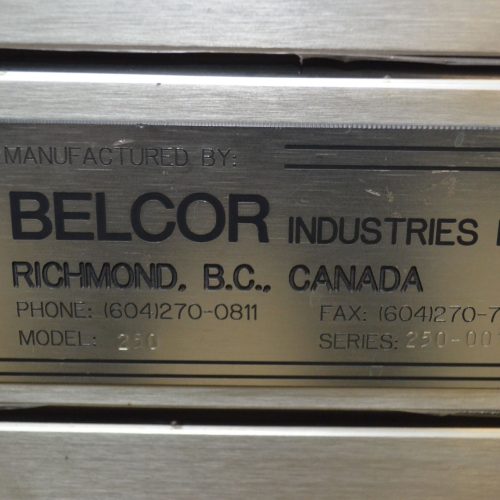 MANUFACTURED BY:
BELCOR INDUSTRIES
RICHMOND, B.C., CANADA
PHONE: (604)270-0811 FAX: (604)270-7
MODEL: 250 SERIES: 250-00